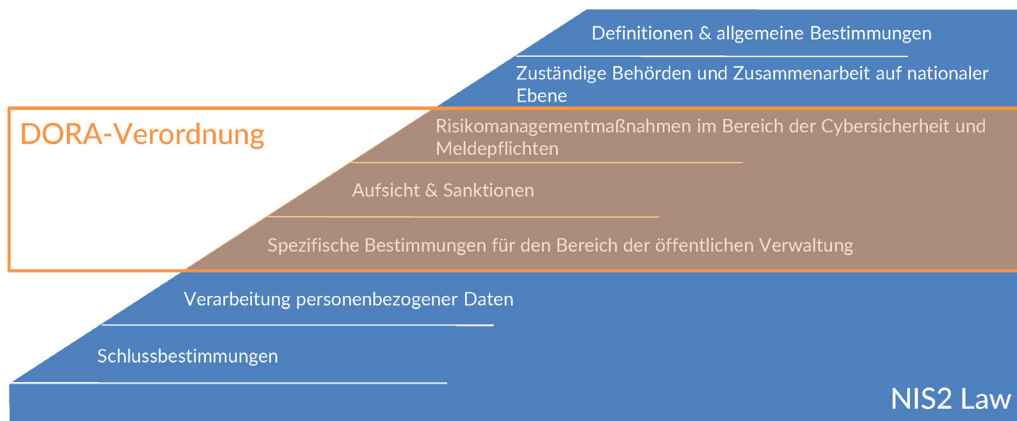 Definitionen & allgemeine Bestimmungen
Zuständige Behörden und Zusammenarbeit auf nationaler
Ebene
DORA-Verordnung
Risikomanagementmaßnahmen im Bereich der Cybersicherheit und
Meldepflichten
Aufsicht & Sanktionen
Spezifische Bestimmungen für den Bereich der öffentlichen Verwaltung
Verarbeitung personenbezogener Daten
Schlussbestimmungen
NIS2 Law